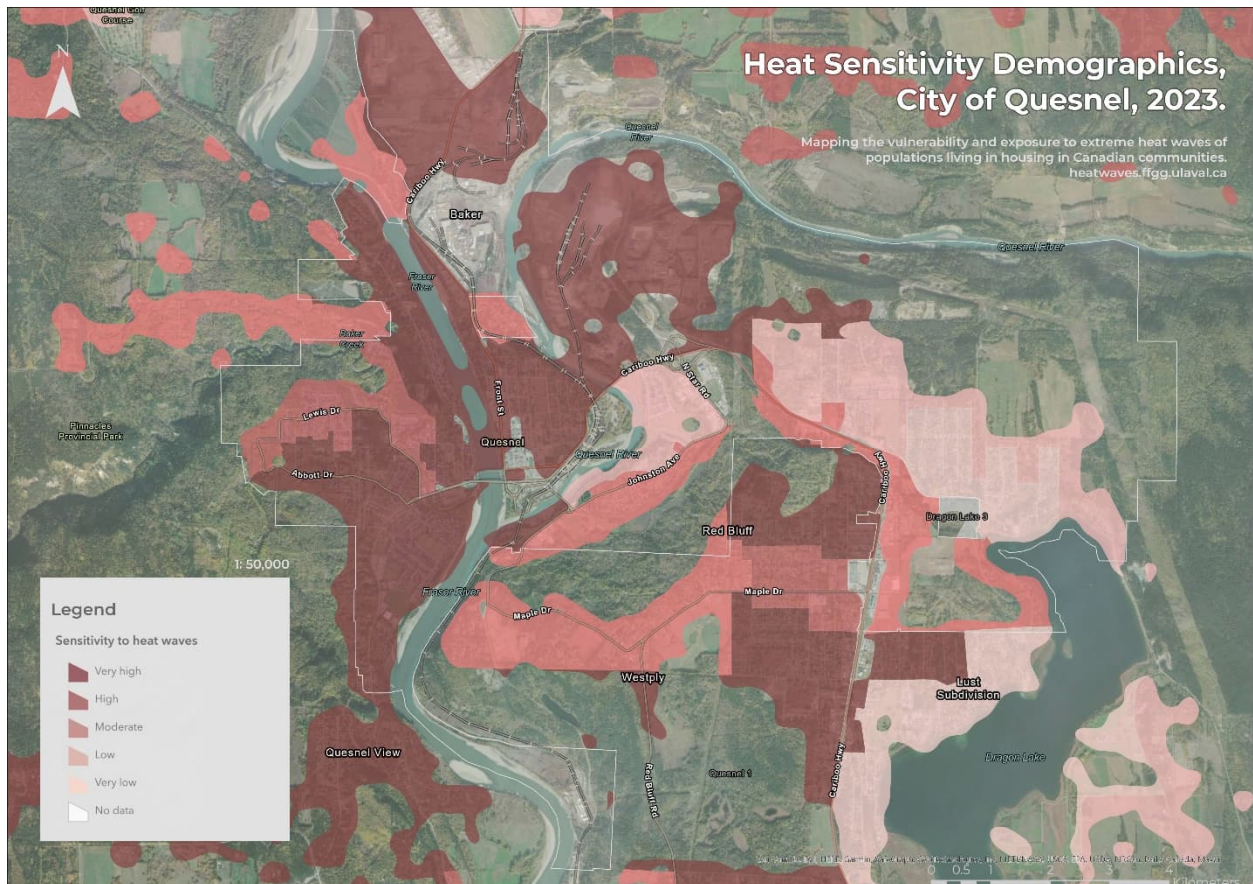 Quesnel Golf
Course
N
Heat Sensitivity Demographics,
City of Quesnel, 2023.
Mapping the vulnerability and exposure to extreme heat waves of
populations living in housing in Canadian communities.
heatwaves.ffgg.ulaval.ca
Quesnel
River
Cariboo Hwy
Baker
Quesnel River
Fraser
River
Baker
Creek
Cariboo Hwy
N Star Rd
Front St
Lewis Dr
Pinnacles
Provincial Park
Quesnel
Quesnel River
Abbott Dr
Johnston Ave
Cariboo Hwy
Dragon Lake 3
Red Bluff
1: 50,000
Fraser River
Maple Dr
Maple Dr
Westply
Lust
Subdivision
Quesnel View
Dragon Lake
Quesnel 1
Red Bluff Rd
Cariboo Hwy
Legend
Sensitivity to heat waves
Very high
High
Moderate
Low
Very low
No data
0 0.5 1 2 3 4
Kilometers